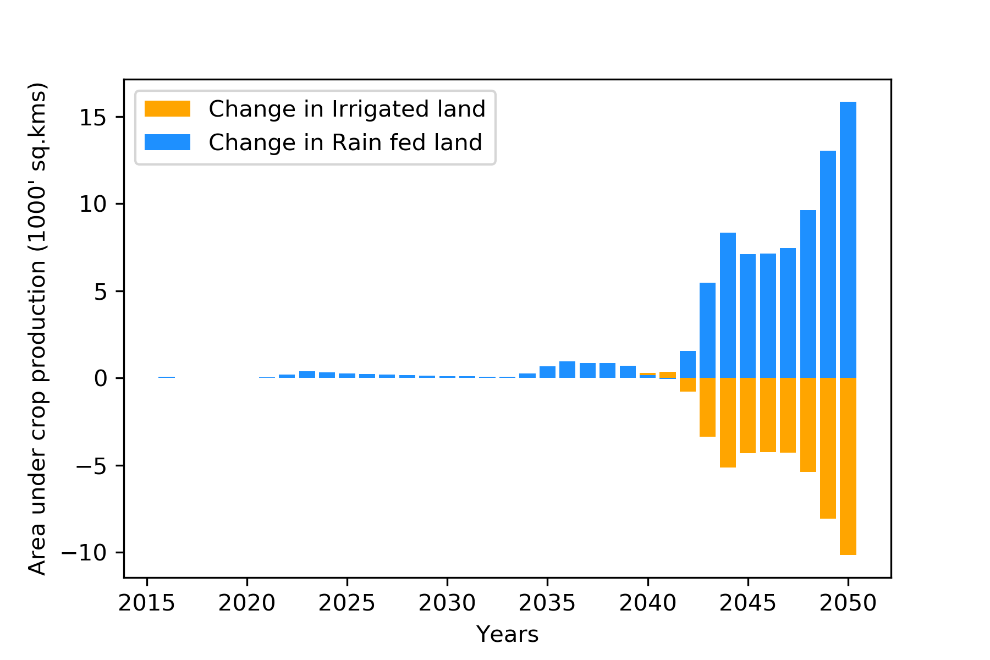 Change in Irrigated land
Change in Rain fed land
Area under crop production (1000' sq.kms)
15
10
5
0
−5
−10
2015 2020 2025 2030 2035 2040 2045 2050
Years